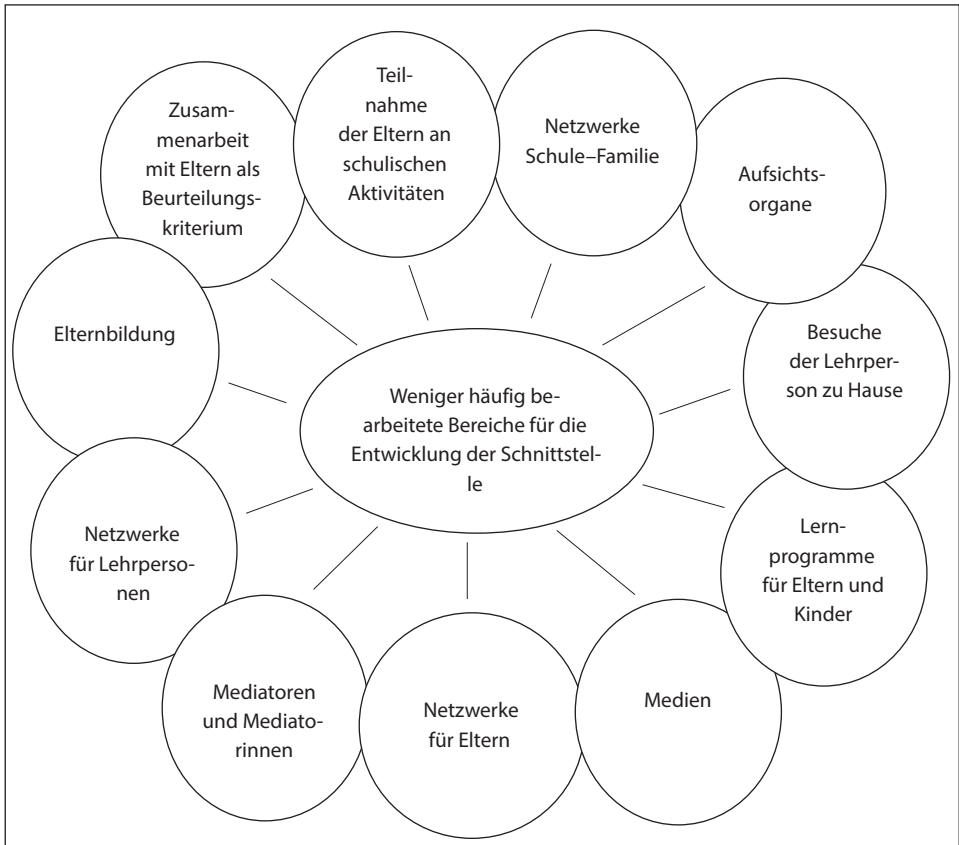 Zusam-
menarbeit
mit Eltern als
Beurteilungs-
kriterium
Teil-
nahme
der Eltern an
schulischen
Aktivitäten
Netzwerke
Schule–Familie
Aufsichts-
organe
Besuche
der Lehrper-
son zu Hause
Lern-
programme
für Eltern und
Kinder
Medien
Netzwerke
für Eltern
Mediatoren
und Mediato-
rinnen
Netzwerke
für Lehrperso-
nen
Elternbildung
Weniger häufig be-
arbeitete Bereiche für die
Entwicklung der Schnittstel-
le